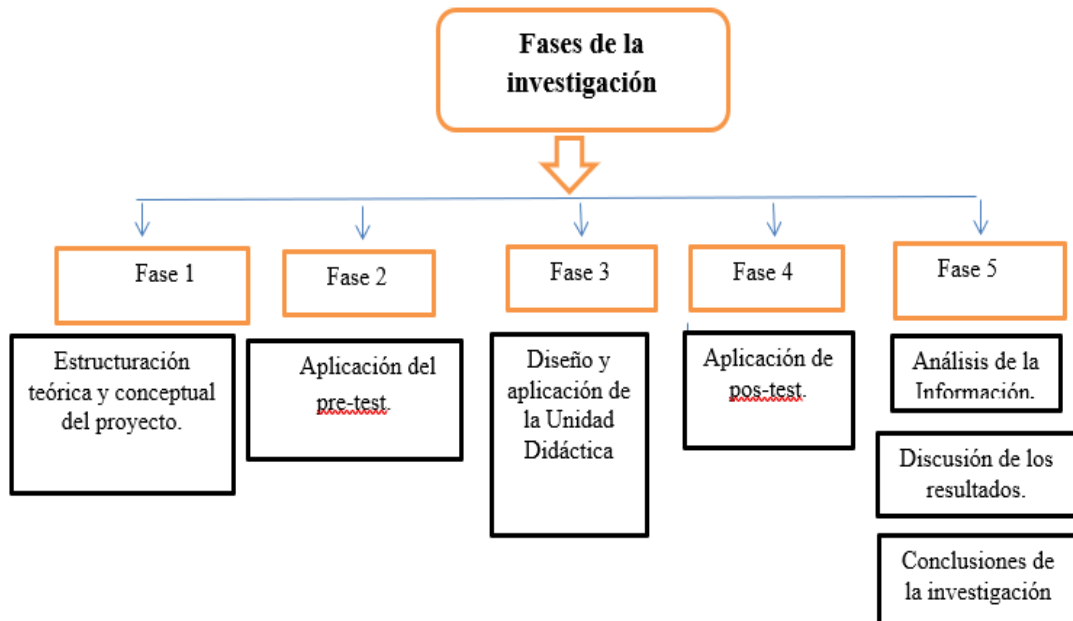 Fases de la
investigación
Fase 1
Estructuración
teórica y conceptual
del proyecto.
Fase 2
Aplicación del
pre-test.
Fase 3
Diseño y
aplicación de
la Unidad
Didáctica
Fase 4
Aplicación de
pos-test.
Fase 5
Análisis de la
Información.
Discusión de los
resultados.
Conclusiones de
la investigación